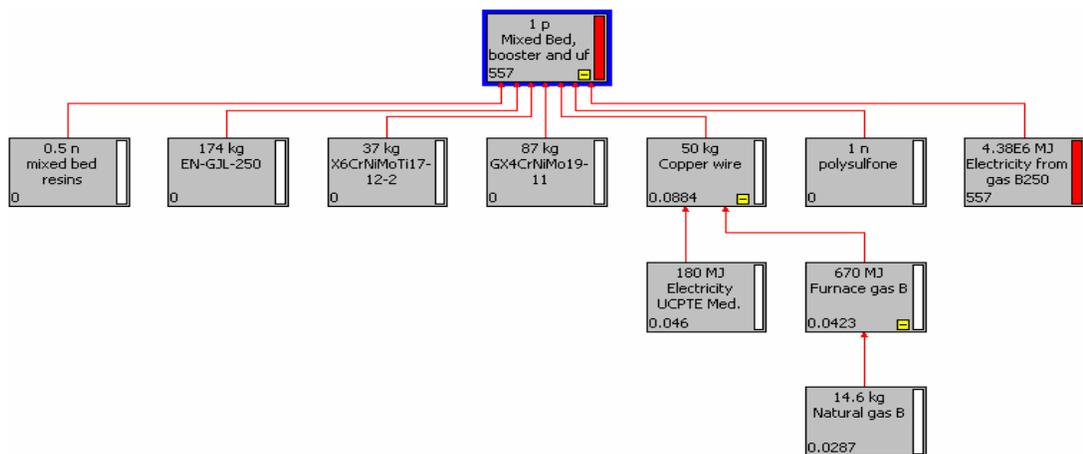 1 p
Mixed Bed,
booster and uf
557
0.5 n
mixed bed
resins
0
174 kg
EN-GJL-250
0
37 kg
X6CrNiMoTi17-
12-2
0
87 kg
GX4CrNiMo19-
11
0
50 kg
Copper wire
0.0884
1 n
polysulfone
0
4.38E6 MJ
Electricity from
gas B250
557
180 MJ
Electricity
UCPTE Med.
0.046
670 MJ
Furnace gas B
0.0423
14.6 kg
Natural gas B
0.0287